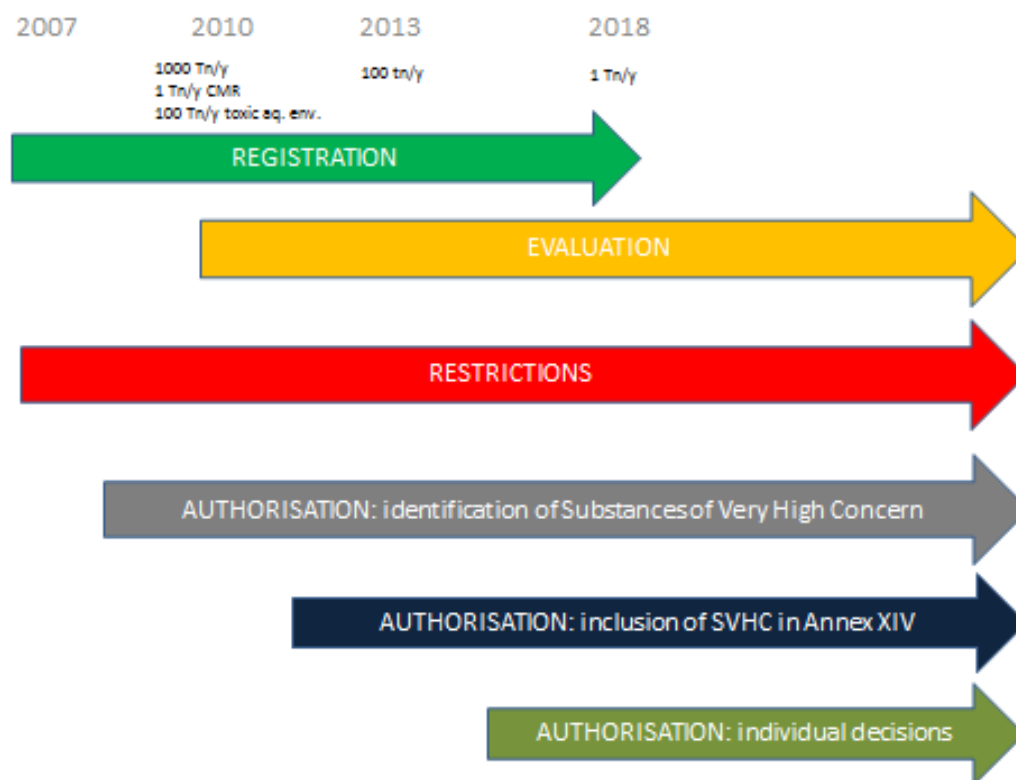 2007 2010 2013 2018
1000 Tn/y 100 tn/y 1 Tn/y
1 Tn/y CMR
100 Tn/y toxic aq. env.
REGISTRATION
EVALUATION
RESTRICTIONS
AUTHORISATION: identification of Substances of Very High Concern
AUTHORISATION: inclusion of SVHC in Annex XIV
AUTHORISATION: individual decisions